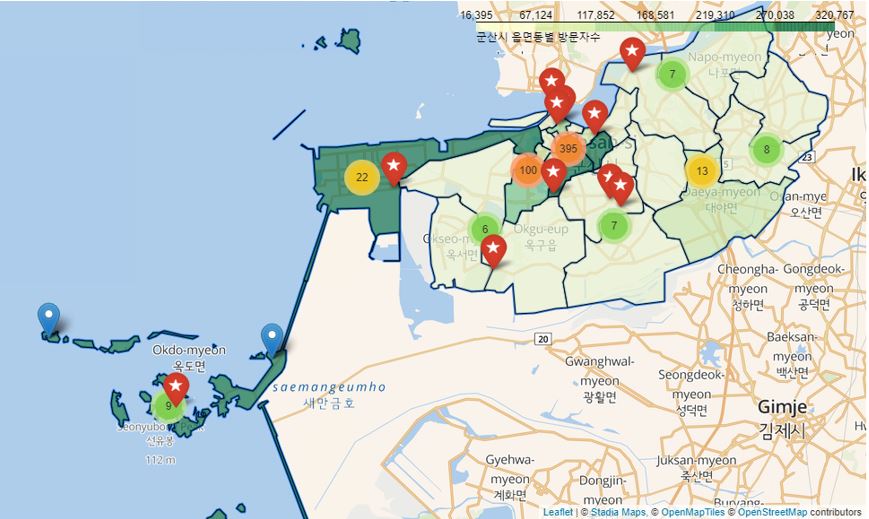 16,395 67,124 117,852 168,581 219,310 270,038 320,767
군산시 읍면동별 방문자수
Napo-myeon
나포면
7
395
8
100
22
13
23
Daeya-myeon
대야면
Osan-mye
오산면
6
Okgu-eup
옥구읍
7
옥서면
Cheongha-
myeon
청하면
Gongdeok-
myeon
공덕면
20
Okdo-myeon
옥도면
Baeksan-
myeon
백산면
Gwanghwal-
myeon
광활면
Seongdeok-
myeon
성덕면
saemangeumho
새만금호
9
선유봉
112 m
Gimje
김제시
Gyehwa-
myeon
계화면
Juksan-myeon
죽산면
Dongjin-
myeon
Leaflet | © Stadia Maps, © OpenMapTiles © OpenStreetMap contributors